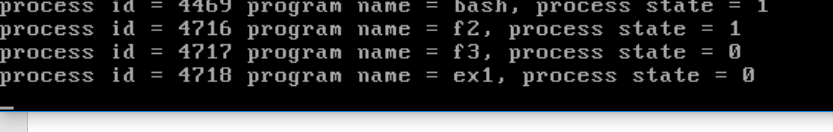 process id = 4469 program name = bash, process state = 1
process id = 4716 program name = f2, process state = 1
process id = 4717 program name = f3, process state = 0
process id = 4718 program name = ex1, process state = 0